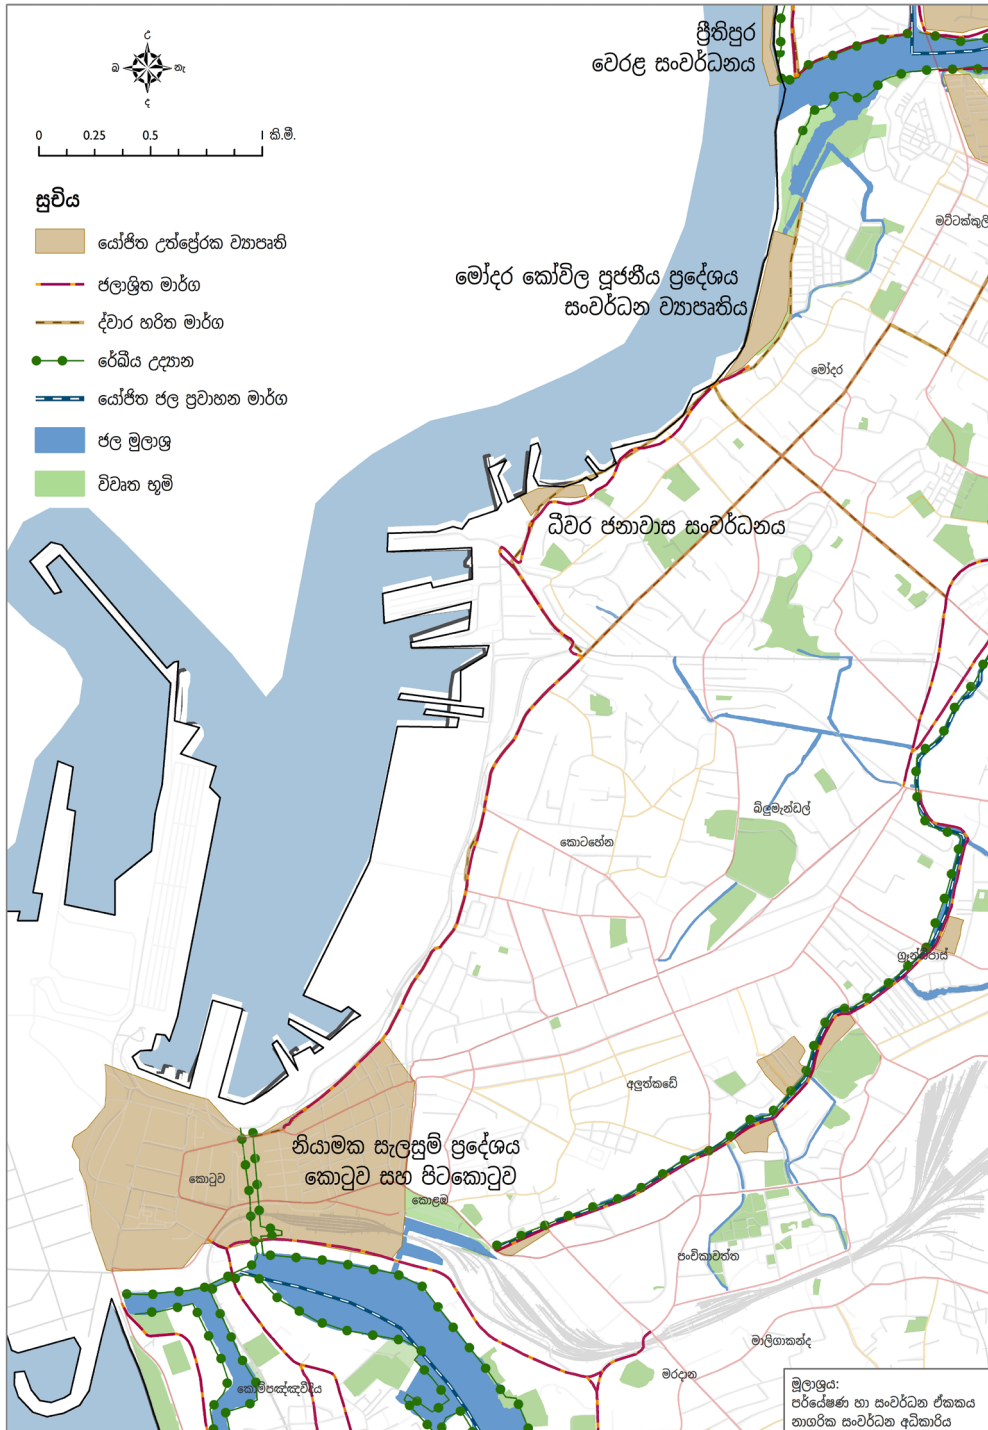 ප්‍රීතිපුර
වෙරළ සංවර්ධනය
උ
බ
නැ
ද
0 0.25 0.5 1 කි.මී.
සූචිය
යෝජිත උත්ප්‍රේරක ව්‍යාපෘති
ජලාශ්‍රිත මාර්ග
ද්වාර හරිත මාර්ග
රේඛීය උද්‍යාන
යෝජිත ජල ප්‍රවාහන මාර්ග
ජල මුලාශ්‍ර
විවෘත භූමි
මට්ටක්කුලි
මෝදර කෝවිල පූජනීය ප්‍රදේශය
සංවර්ධන ව්‍යාපෘතිය
මෝදර
ධීවර ජනාවාස සංවර්ධනය
බ්ලූමැන්ඩල්
කොටහේන
ග්‍රෑන්ඩ්පාස්
අලුත්කඩේ
නියාමක සැලසුම් ප්‍රදේශය
කොටුව සහ පිටකොටුව
කොටුව
කොළඹ
පංචිකාවත්ත
මාලිගාකන්ද
මරදාන
කොම්පඤ්ඤවීදිය
මූලාශ්‍රය:
පර්යේෂණ හා සංවර්ධන ඒකකය
නාගරික සංවර්ධන අධිකාරිය